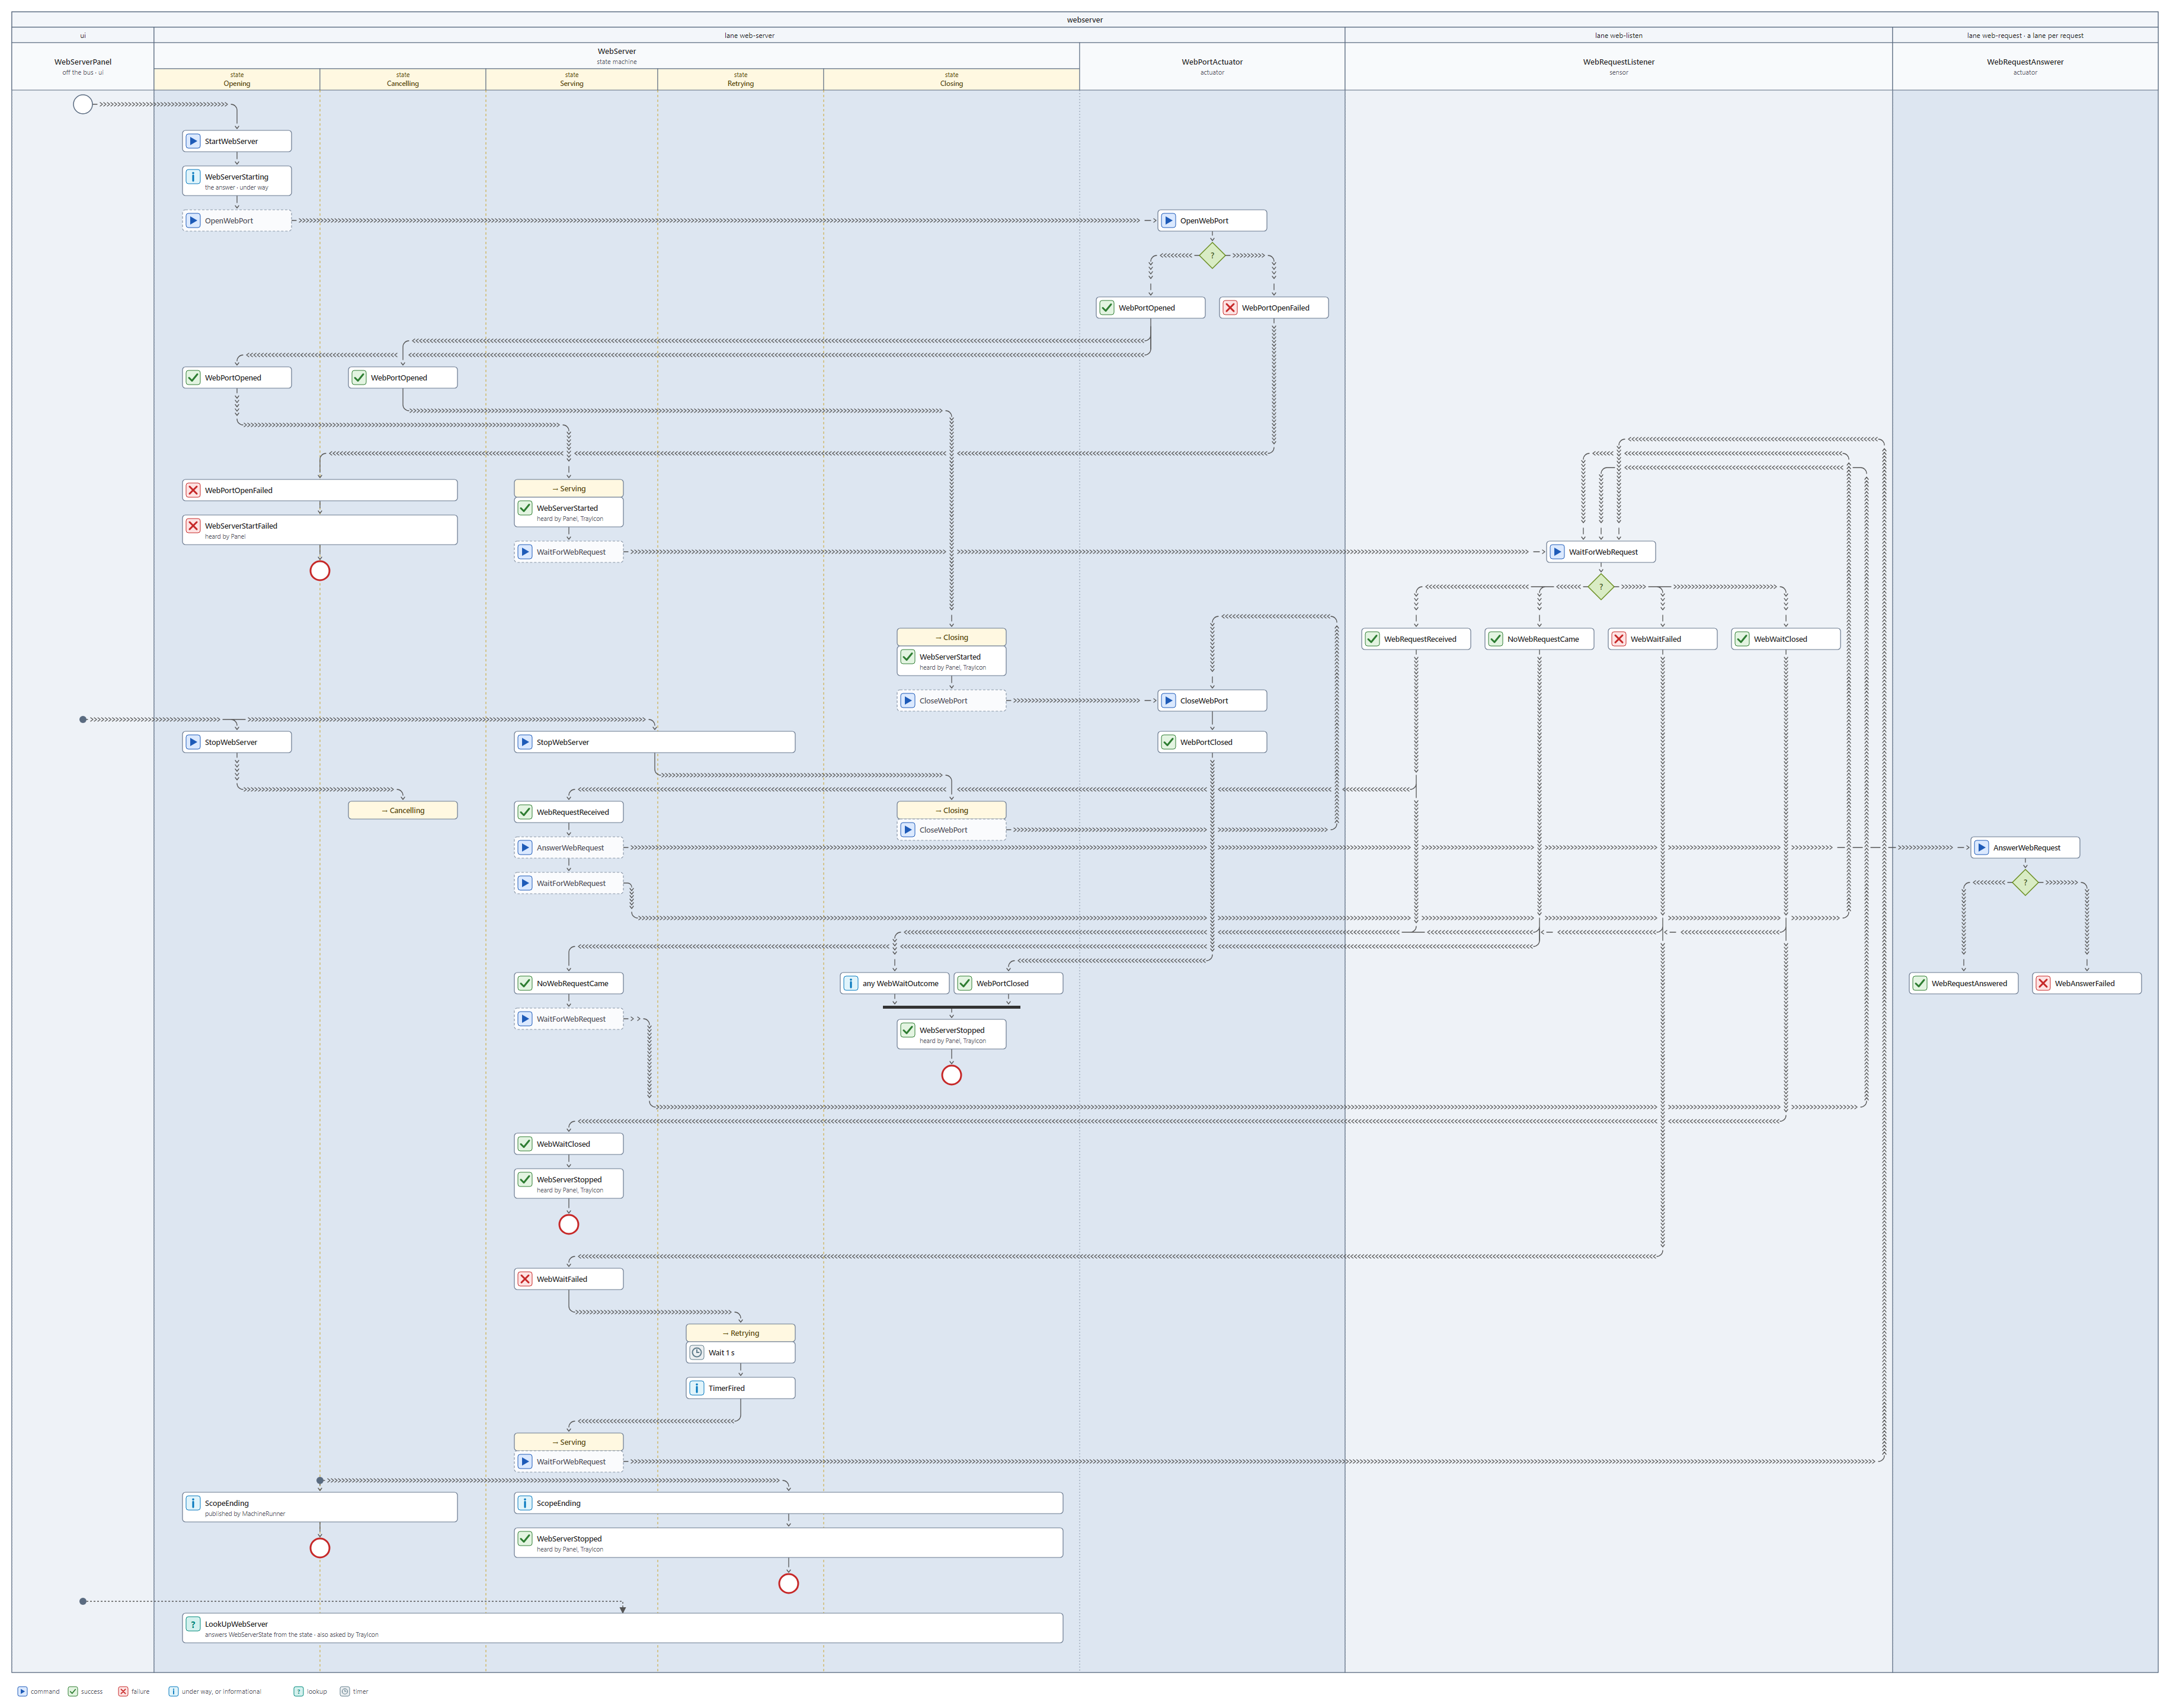 webserver
ui
lane web-server
lane web-listen
lane web-request · a lane per request
WebServerPanel
off the bus · ui
WebServer
state machine
WebPortActuator
actuator
WebRequestListener
sensor
WebRequestAnswerer
actuator
state
Opening
state
Cancelling
state
Serving
state
Retrying
state
Closing
StartWebServer
WebServerStarting
the answer · under way
OpenWebPort
OpenWebPort
?
WebPortOpened
WebPortOpenFailed
WebPortOpened
WebPortOpened
WebPortOpenFailed
→ Serving
WebServerStarted
heard by Panel, TrayIcon
WebServerStartFailed
heard by Panel
WaitForWebRequest
WaitForWebRequest
?
→ Closing
WebServerStarted
heard by Panel, TrayIcon
WebRequestReceived
NoWebRequestCame
WebWaitFailed
WebWaitClosed
CloseWebPort
CloseWebPort
StopWebServer
StopWebServer
WebPortClosed
→ Cancelling
WebRequestReceived
→ Closing
CloseWebPort
AnswerWebRequest
AnswerWebRequest
WaitForWebRequest
?
NoWebRequestCame
any WebWaitOutcome
WebPortClosed
WebRequestAnswered
WebAnswerFailed
WaitForWebRequest
WebServerStopped
heard by Panel, TrayIcon
WebWaitClosed
WebServerStopped
heard by Panel, TrayIcon
WebWaitFailed
→ Retrying
Wait 1 s
TimerFired
→ Serving
WaitForWebRequest
ScopeEnding
published by MachineRunner
ScopeEnding
WebServerStopped
heard by Panel, TrayIcon
? LookUpWebServer
answers WebServerState from the state · also asked by TrayIcon
command
success
failure
under way, or informational
? lookup
timer